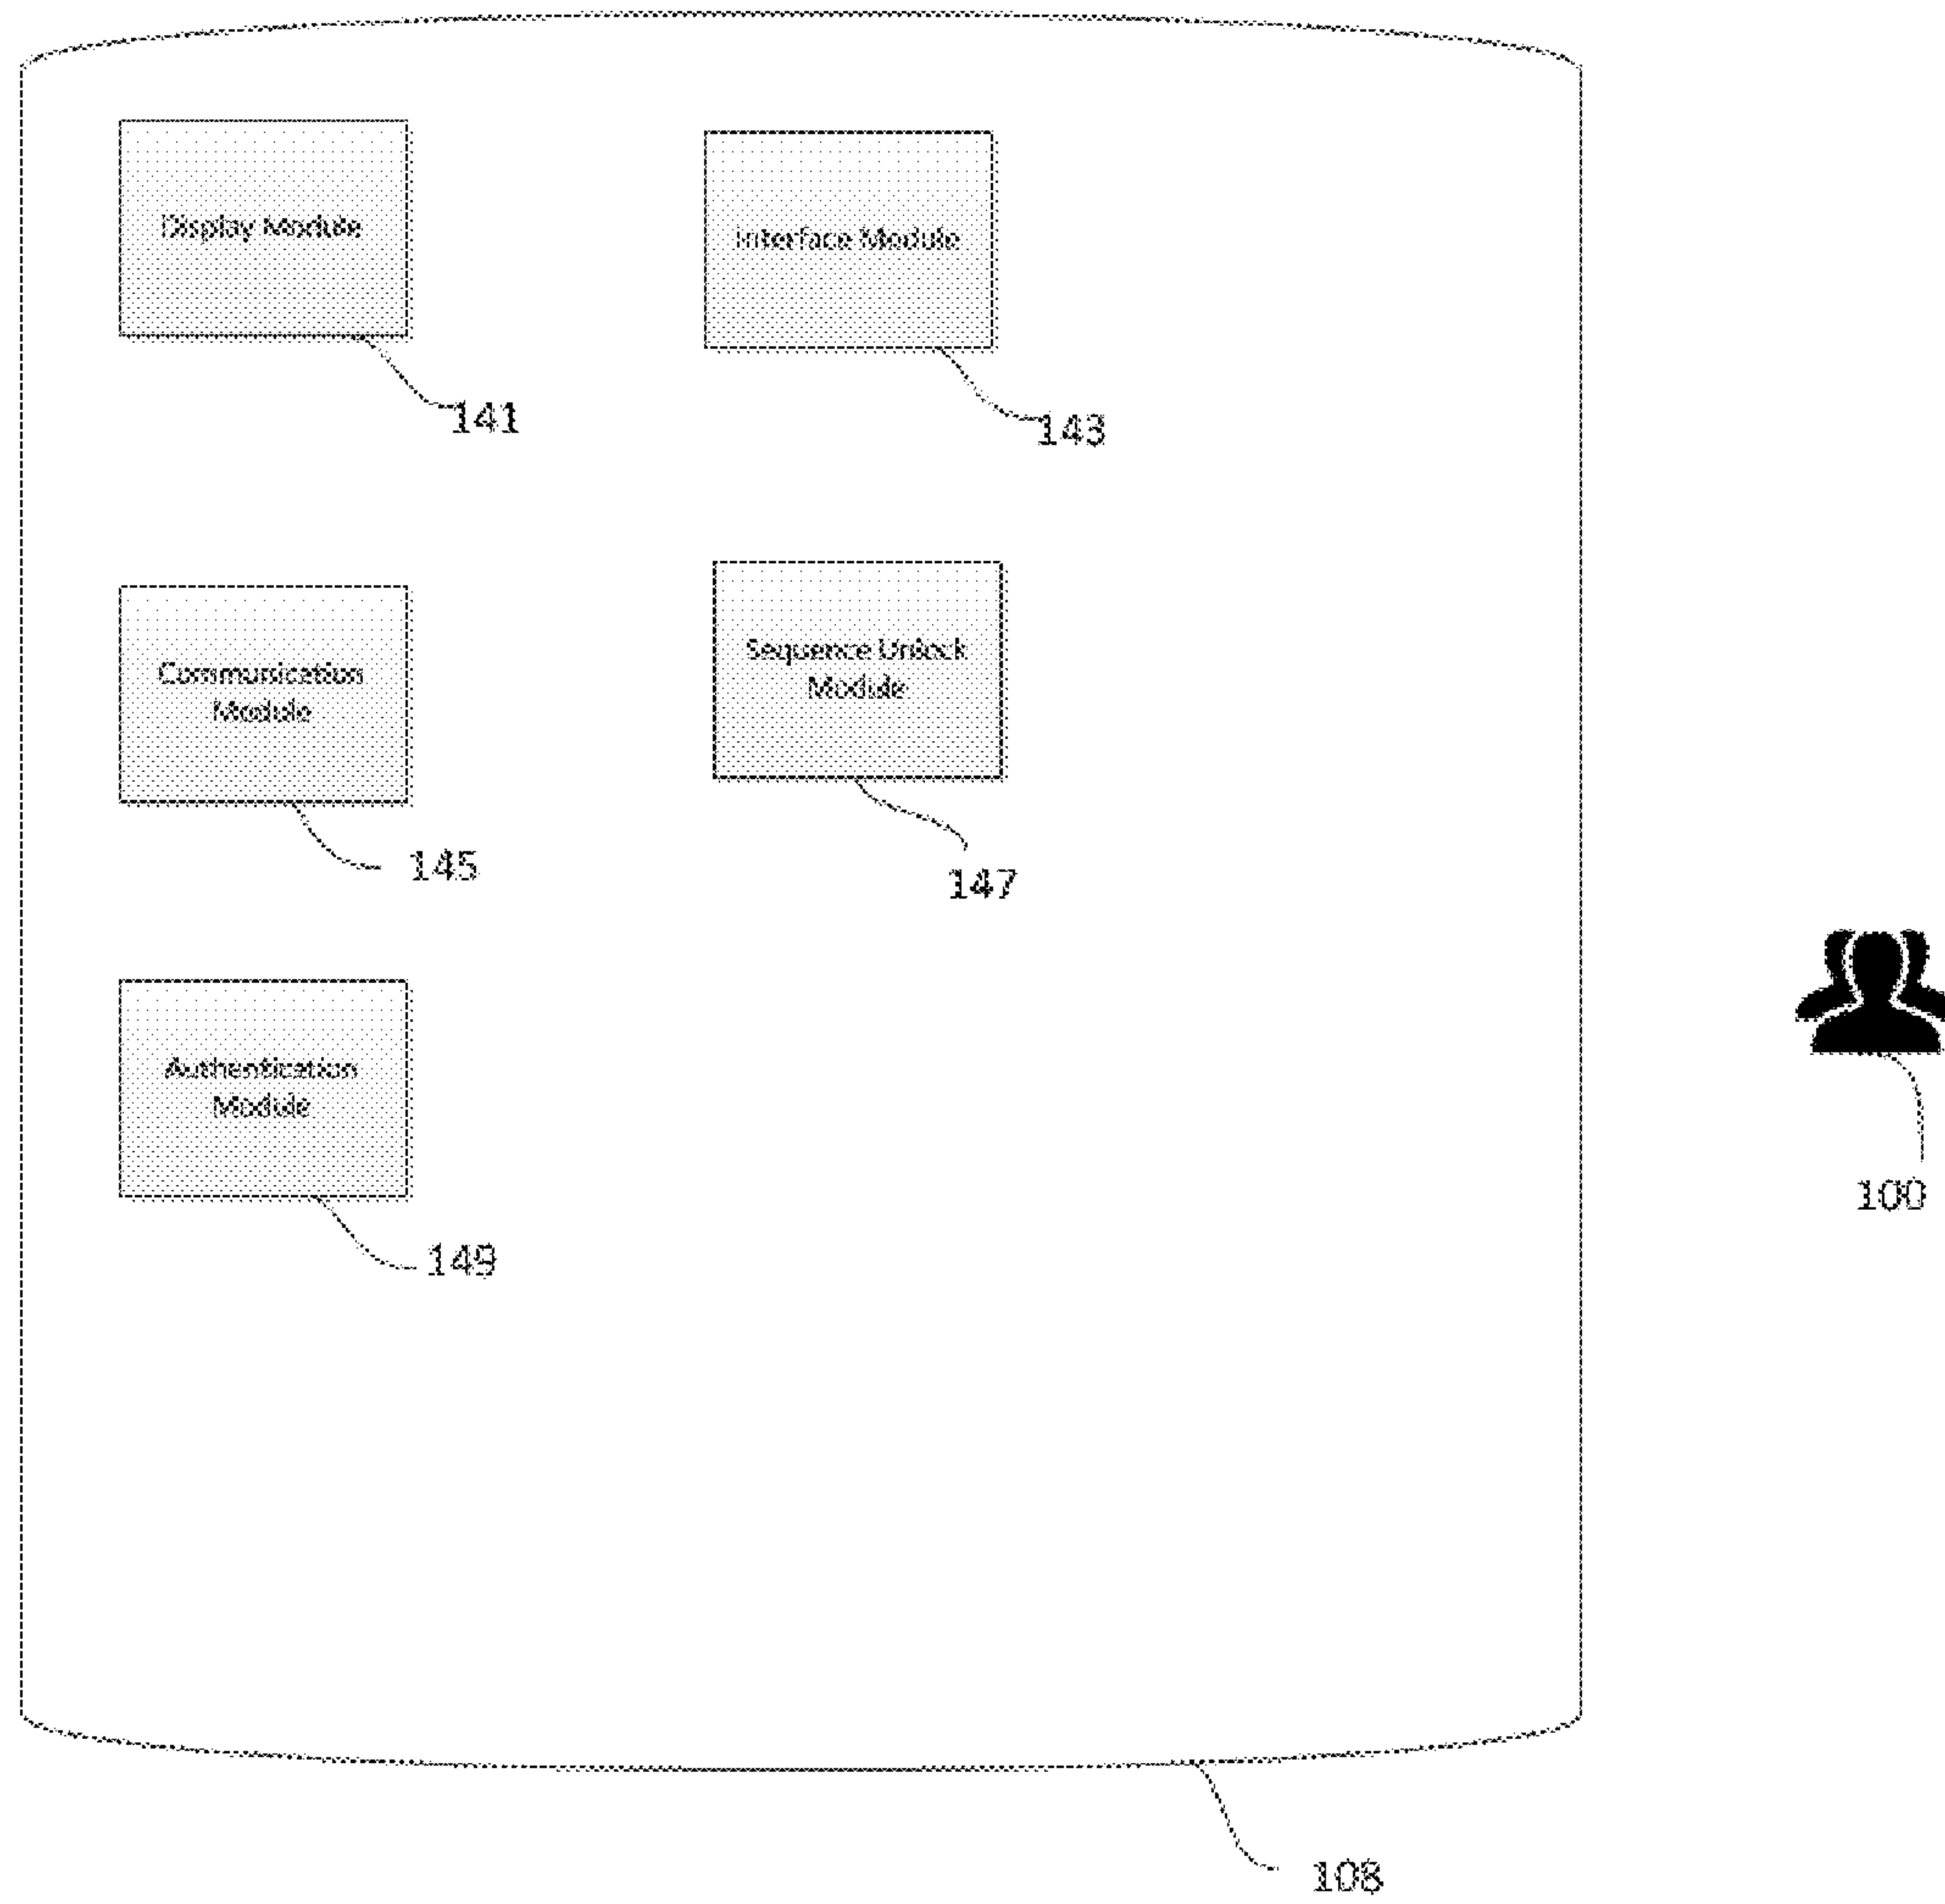 Display Module
Interface Module
141
143
Communication
Module
Sequence Unlock
Module
145
147
Authentication
Module
100
149
108